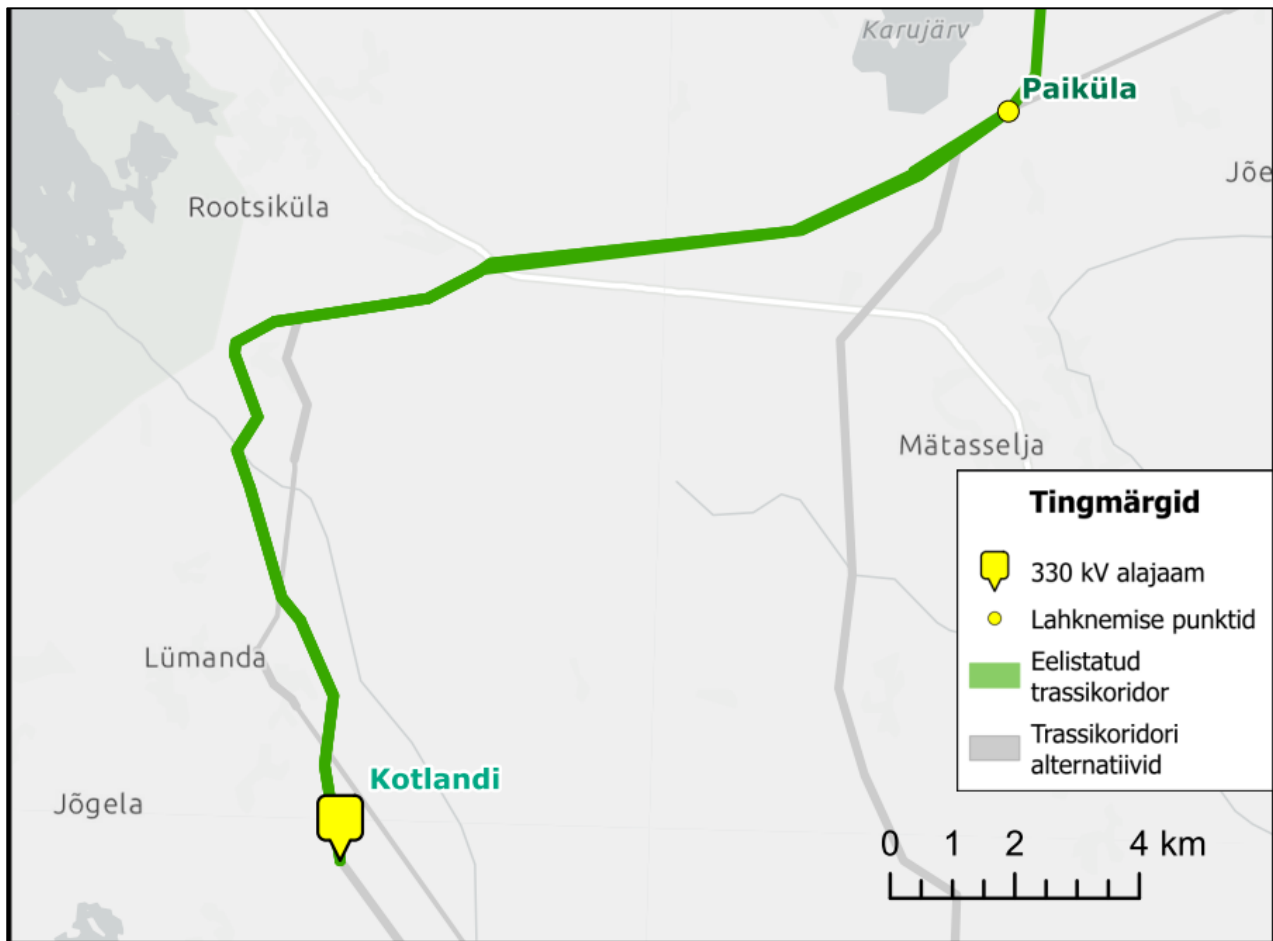 Karujärv
Paiküla
Jõe
Rootsiküla
Mätasselja
Tingmärgid
330 kV alajaam
Lahknemise punktid
Eelistatud
trassikoridor
Trassikoridori
alternatiivid
Lümanda
Kotlandi
Jõgela
0 1 2 4 km